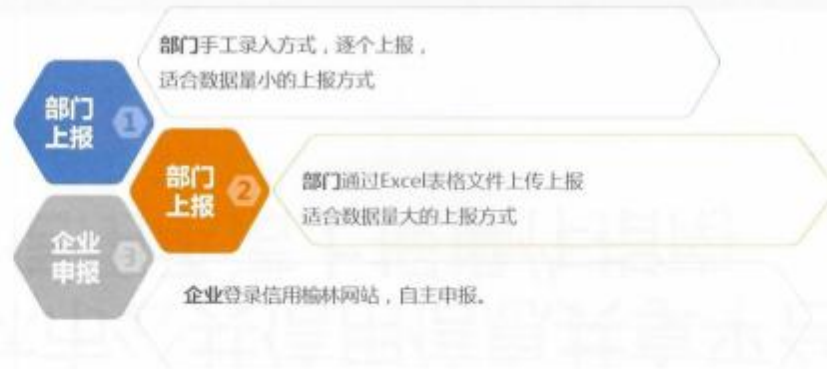 部门手工录入方式，逐个上报，
适合数据量小的上报方式
部门
上报
1
部门
上报
2
部门通过Excel表格文件上传上报
适合数据量大的上报方式
企业
申报
3
企业登录信用榆林网站，自主申报。